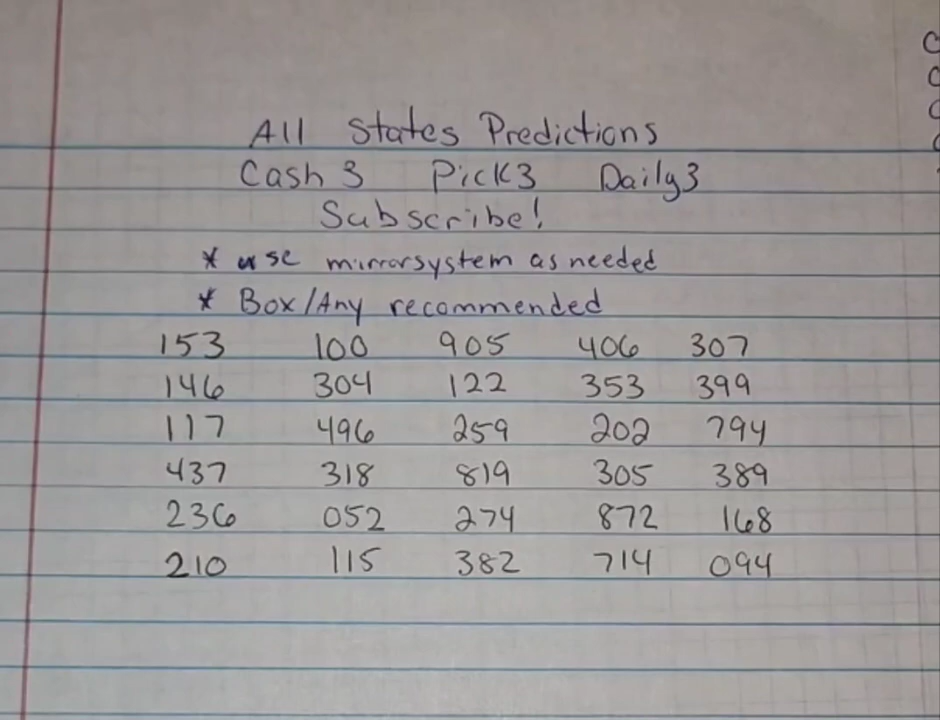 All States Predictions
Cash 3 Pick3 Daily3
Subscribe!
* use mirrorsystem as needed
* Box/Any recommended
153 100 905 406 307
146 304 122 353 399
117 496 259 202 794
437 318 819 305 389
236 052 274 872 168
210 115 382 714 094